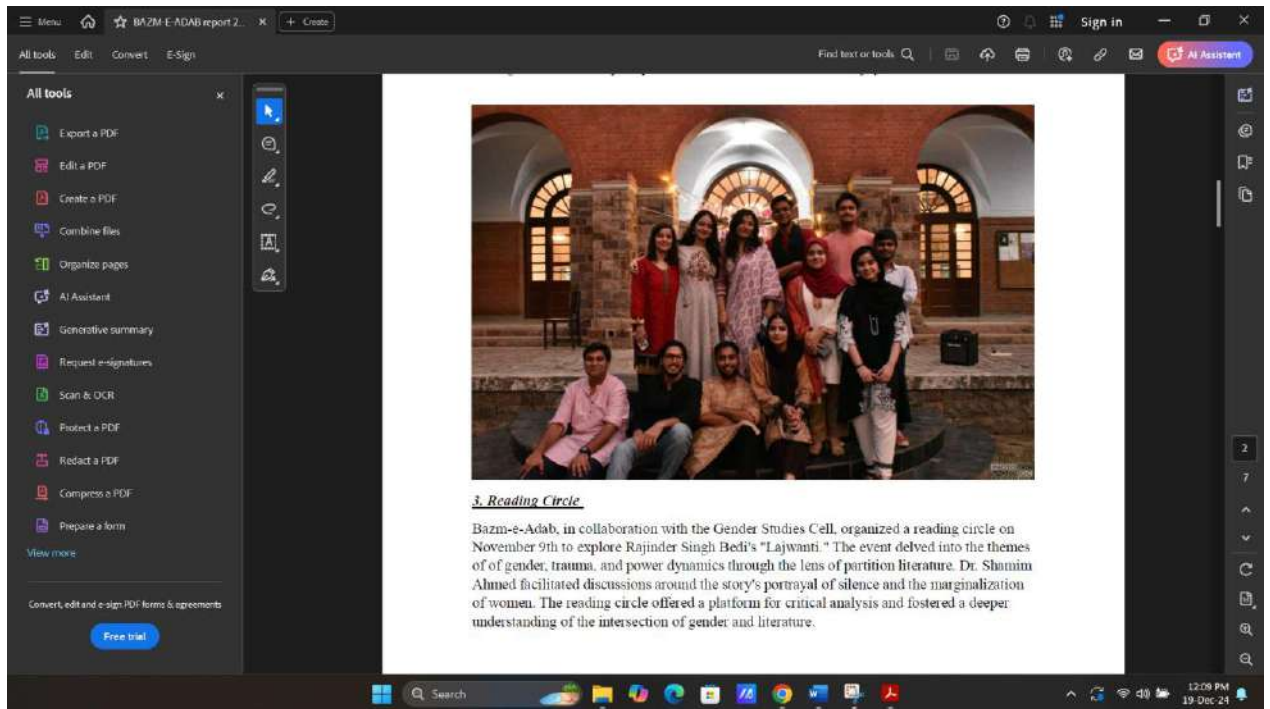 Menu
BAZM-E-ADAB report 2...
+ Create
Sign in
All tools Edit Convert E-Sign
Find text or tools
AI Assistant
All tools
Export a PDF
Edit a PDF
Create a PDF
Combine files
Organize pages
AI Assistant
Generative summary
Request e-signatures
Scan & OCR
Protect a PDF
Redact a PDF
Compress a PDF
Prepare a form
View more
Convert, edit and e-sign PDF forms & agreements
Free trial
3. Reading Circle
Bazm-e-Adab, in collaboration with the Gender Studies Cell, organized a reading circle on
November 9th to explore Rajinder Singh Bedi's "Lajwanti." The event delved into the themes
of of gender, trauma, and power dynamics through the lens of partition literature. Dr. Shamim
Ahmed facilitated discussions around the story's portrayal of silence and the marginalization
of women. The reading circle offered a platform for critical analysis and fostered a deeper
understanding of the intersection of gender and literature.
2
7
Search
12:09 PM
19-Dec-24